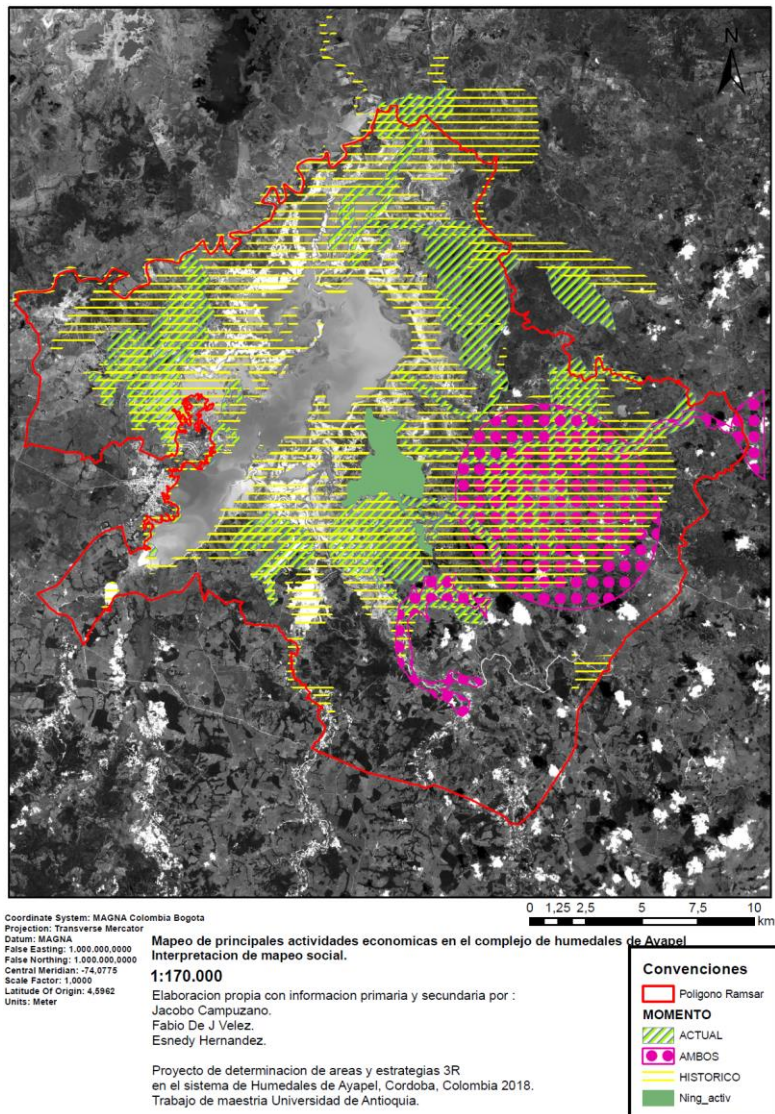 N
0 1,25 2,5 5 7,5 10
km
Coordinate System: MAGNA Colombia Bogota
Projection: Transverse Mercator
Datum: MAGNA
False Easting: 1.000.000,0000
False Northing: 1.000.000,0000
Central Meridian: -74,0775
Scale Factor: 1,0000
Latitude Of Origin: 4,5962
Units: Meter
Mapeo de principales actividades economicas en el complejo de humedales de Ayapel
Interpretacion de mapeo social.
1:170.000
Elaboracion propia con informacion primaria y secundaria por :
Jacobo Campuzano.
Fabio De J Velez.
Esnedy Hernandez.
Proyecto de determinacion de areas y estrategias 3R
en el sistema de Humedales de Ayapel, Cordoba, Colombia 2018.
Trabajo de maestria Universidad de Antioquia.
Convenciones
Poligono Ramsar
MOMENTO
ACTUAL
AMBOS
HISTORICO
Ning_activ